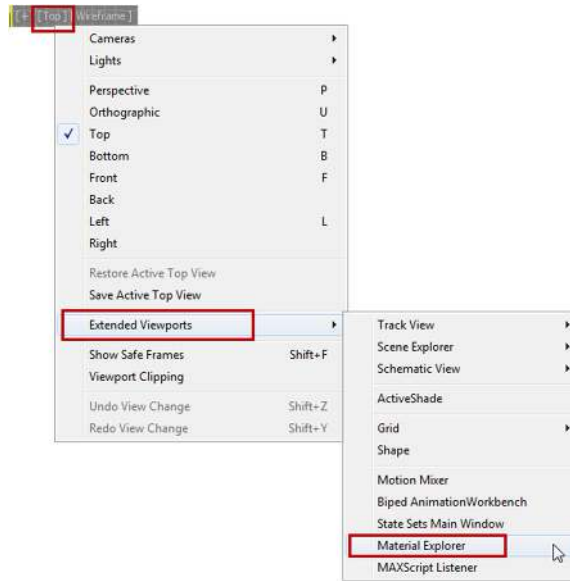 [+] [Top] [Wireframe]
Cameras
Lights
Perspective P
Orthographic U
Top T
Bottom B
Front F
Back
Left L
Right
Restore Active Top View
Save Active Top View
Extended Viewports
Show Safe Frames Shift+F
Viewport Clipping
Undo View Change Shift+Z
Redo View Change Shift+Y
Track View
Scene Explorer
Schematic View
ActiveShade
Grid
Shape
Motion Mixer
Biped AnimationWorkbench
State Sets Main Window
Material Explorer
MAXScript Listener